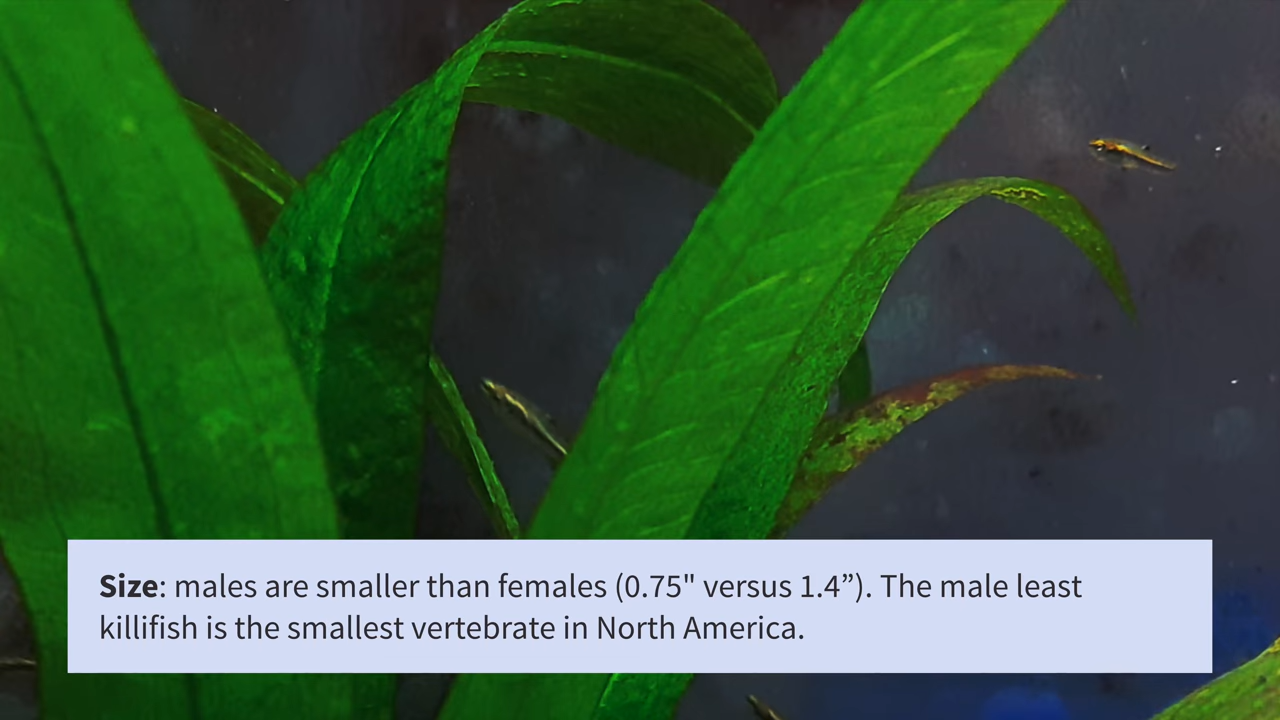 Size: males are smaller than females (0.75" versus 1.4”). The male least
killifish is the smallest vertebrate in North America.